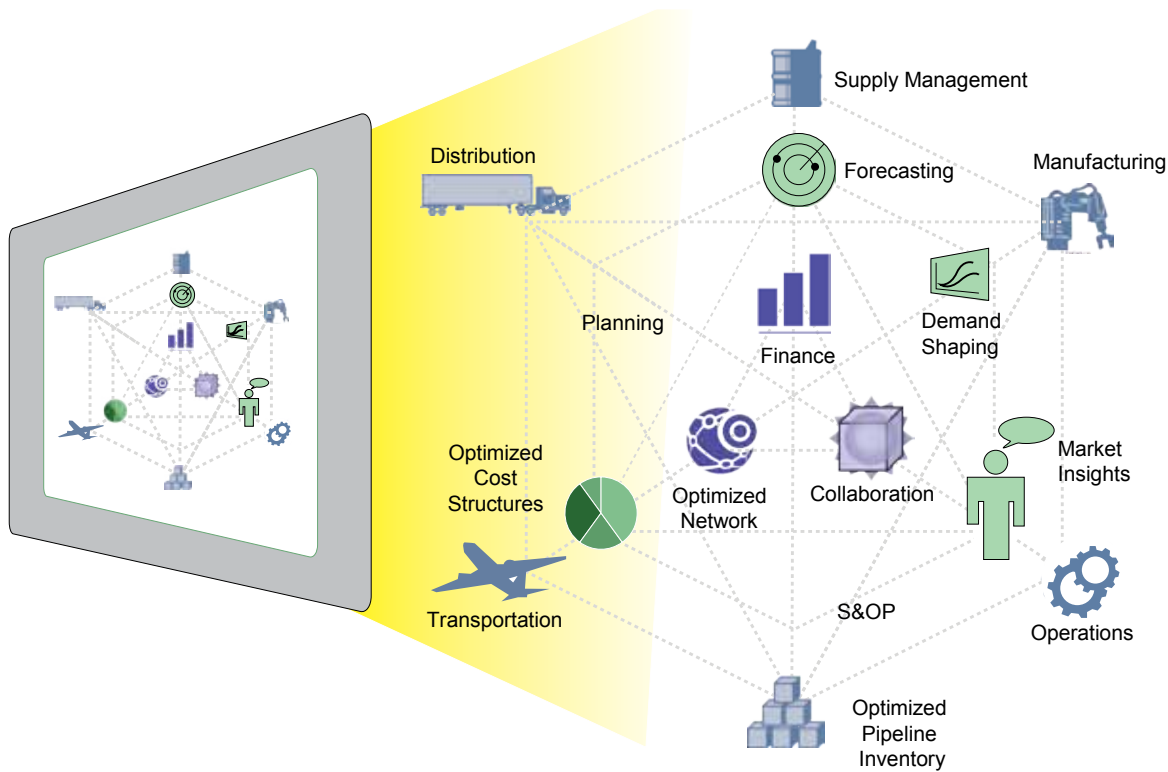 Supply Management
Distribution
Forecasting
Manufacturing
Planning
Finance
Demand
Shaping
Optimized
Cost
Structures
Optimized
Network
Collaboration
Market
Insights
Transportation
S&OP
Operations
Optimized
Pipeline
Inventory